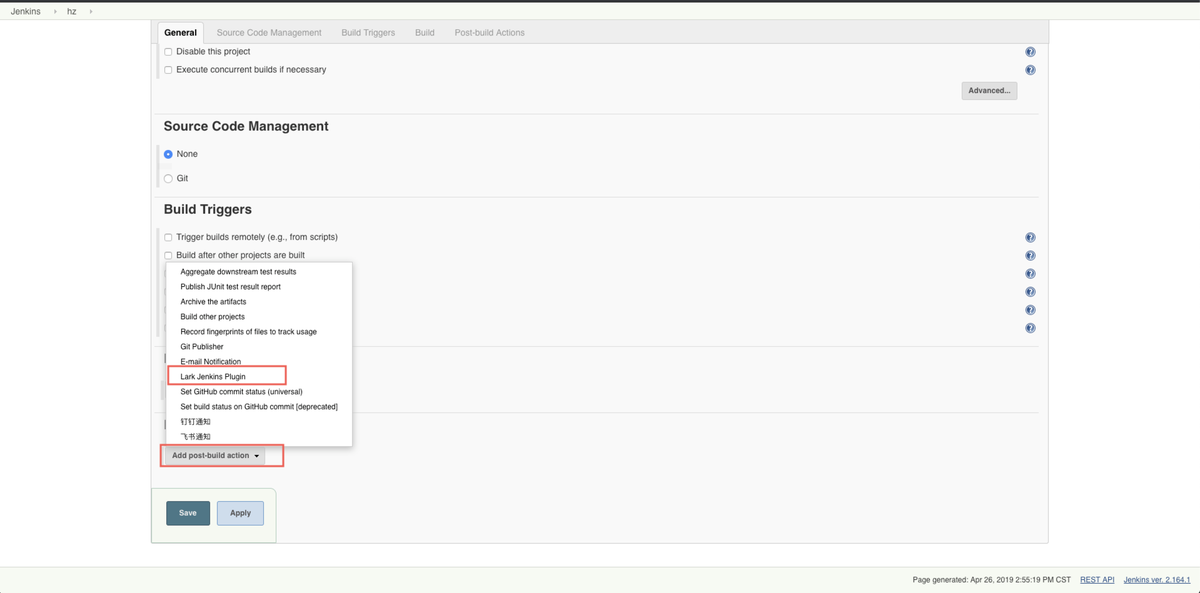 Jenkins › hz ›
General Source Code Management Build Triggers Build Post-build Actions
Disable this project
Execute concurrent builds if necessary
Advanced...
Source Code Management
None
Git
Build Triggers
Trigger builds remotely (e.g., from scripts)
Build after other projects are built
Aggregate downstream test results
Publish JUnit test result report
Archive the artifacts
Build other projects
Record fingerprints of files to track usage
Git Publisher
E-mail Notification
Lark Jenkins Plugin
Set GitHub commit status (universal)
Set build status on GitHub commit [deprecated]
钉钉通知
飞书通知
Add post-build action
Save Apply
Page generated: Apr 26, 2019 2:55:19 PM CST REST API Jenkins ver. 2.164.1